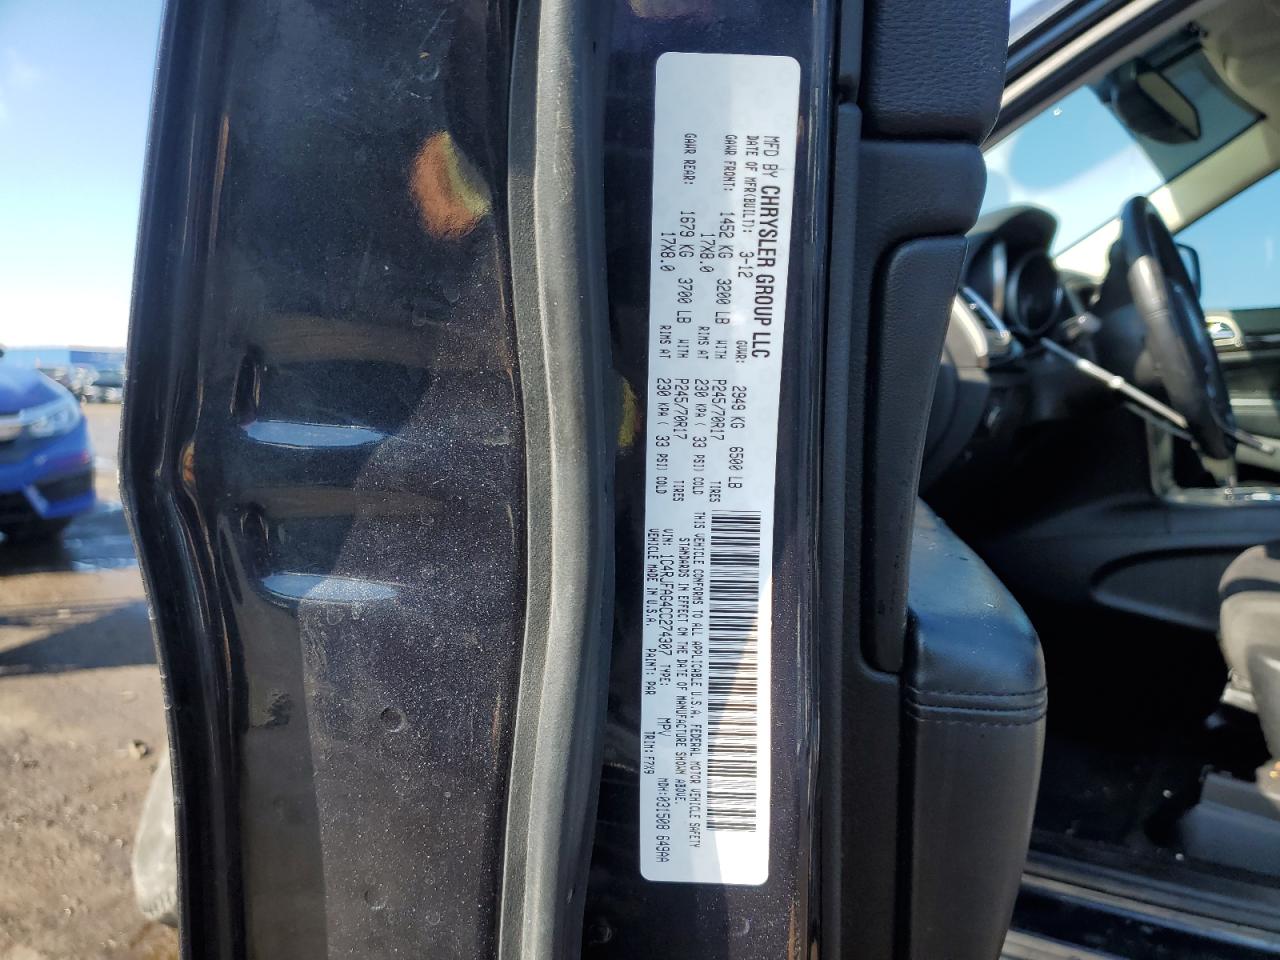 MFD BY CHRYSLER GROUP LLC
DATE OF MFR(BUILT): 3-12 GVWR: 2949 KG 6500 LB
GAWR FRONT: 1452 KG 3200 LB WITH P245/70R17 TIRES
17X8.0 RIMS AT 230 KPA( 33 PSI) COLD
GAWR REAR: 1679 KG 3700 LB WITH P245/70R17 TIRES
17X8.0 RIMS AT 230 KPA( 33 PSI) COLD
THIS VEHICLE CONFORMS TO ALL APPLICABLE U.S.A. FEDERAL MOTOR VEHICLE SAFETY
STANDARDS IN EFFECT ON THE DATE OF MANUFACTURE SHOWN ABOVE.
VIN: 1C4RJFAG4CC274307 TYPE: MPV MDH:031508 649AA
VEHICLE MADE IN U.S.A. PAINT: PAR TRIM: F7X9